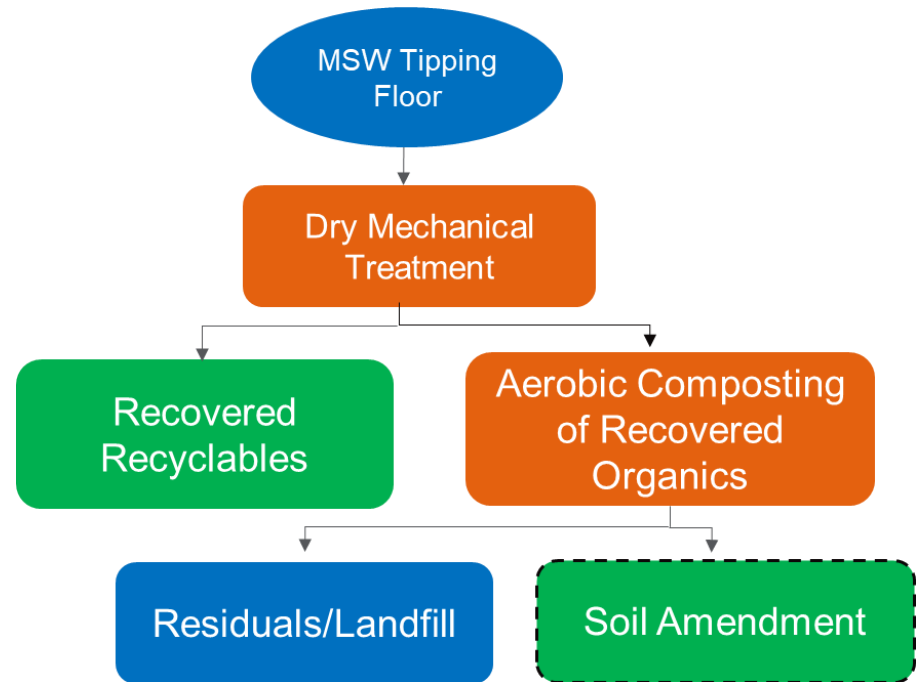 MSW Tipping
Floor
Dry Mechanical
Treatment
Recovered
Recyclables
Aerobic Composting
of Recovered
Organics
Residuals/Landfill
Soil Amendment